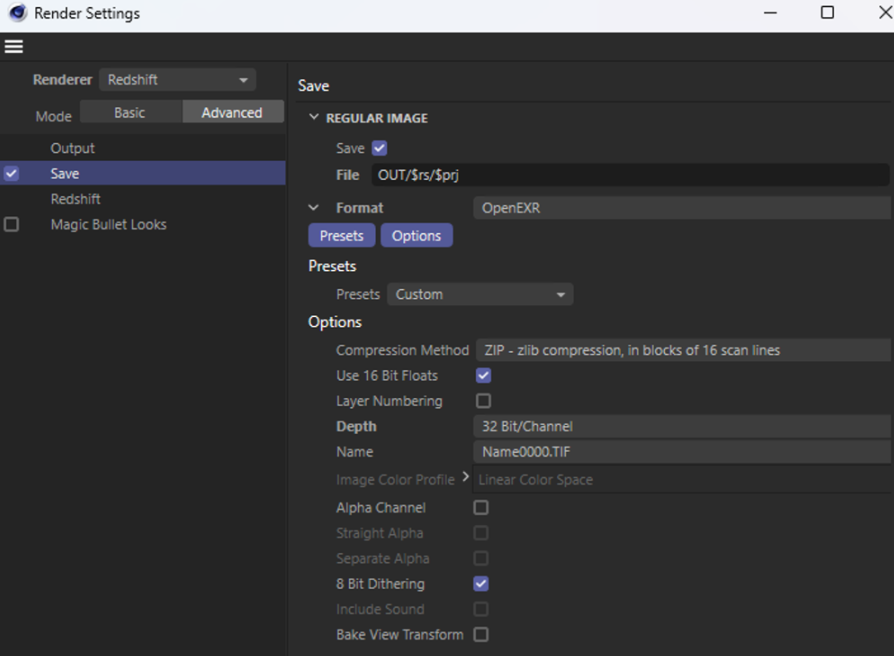 Render Settings
Renderer Redshift
Mode Basic Advanced
Output
Save
Redshift
Magic Bullet Looks
Save
REGULAR IMAGE
Save
File OUT/$rs/$prj
Format OpenEXR
Presets Options
Presets
Presets Custom
Options
Compression Method ZIP - zlib compression, in blocks of 16 scan lines
Use 16 Bit Floats
Layer Numbering
Depth 32 Bit/Channel
Name Name0000.TIF
Image Color Profile Linear Color Space
Alpha Channel
Straight Alpha
Separate Alpha
8 Bit Dithering
Include Sound
Bake View Transform